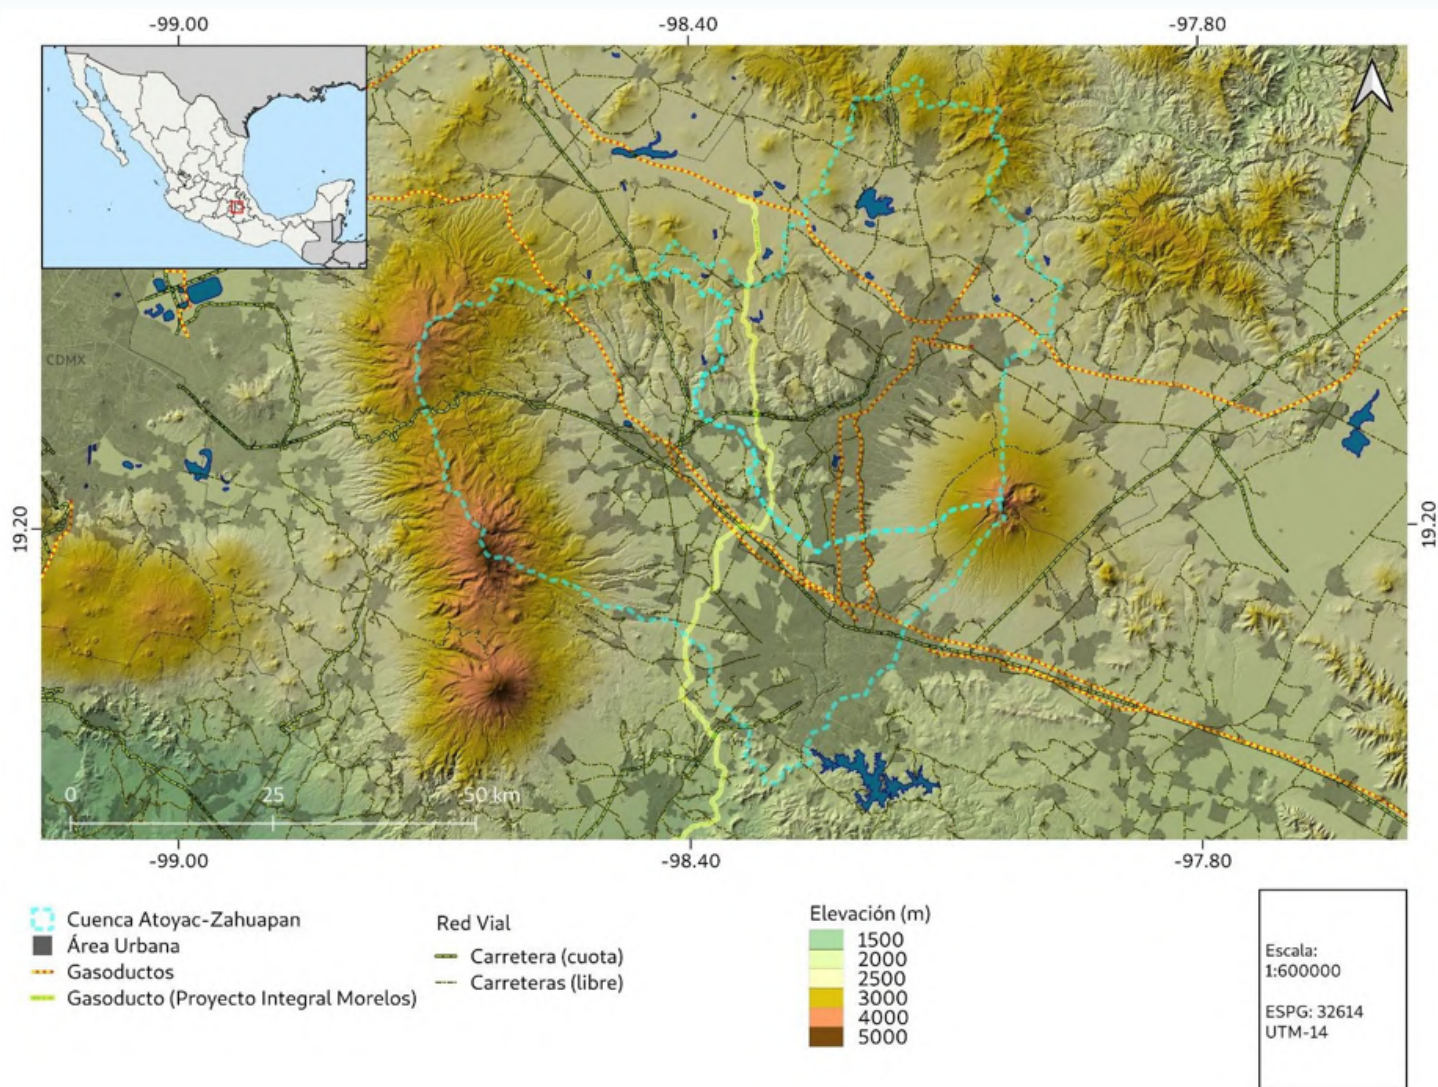 -99.00 -98.40 -97.80
CDMX
19.20 19.20
0 25 50 km
-99.00 -98.40 -97.80
Cuenca Atoyac-Zahuapan
Área Urbana
Gasoductos
Gasoducto (Proyecto Integral Morelos)
Red Vial
Carretera (cuota)
Carreteras (libre)
Elevación (m)
1500
2000
2500
3000
4000
5000
Escala:
1:600000
ESPG: 32614
UTM-14